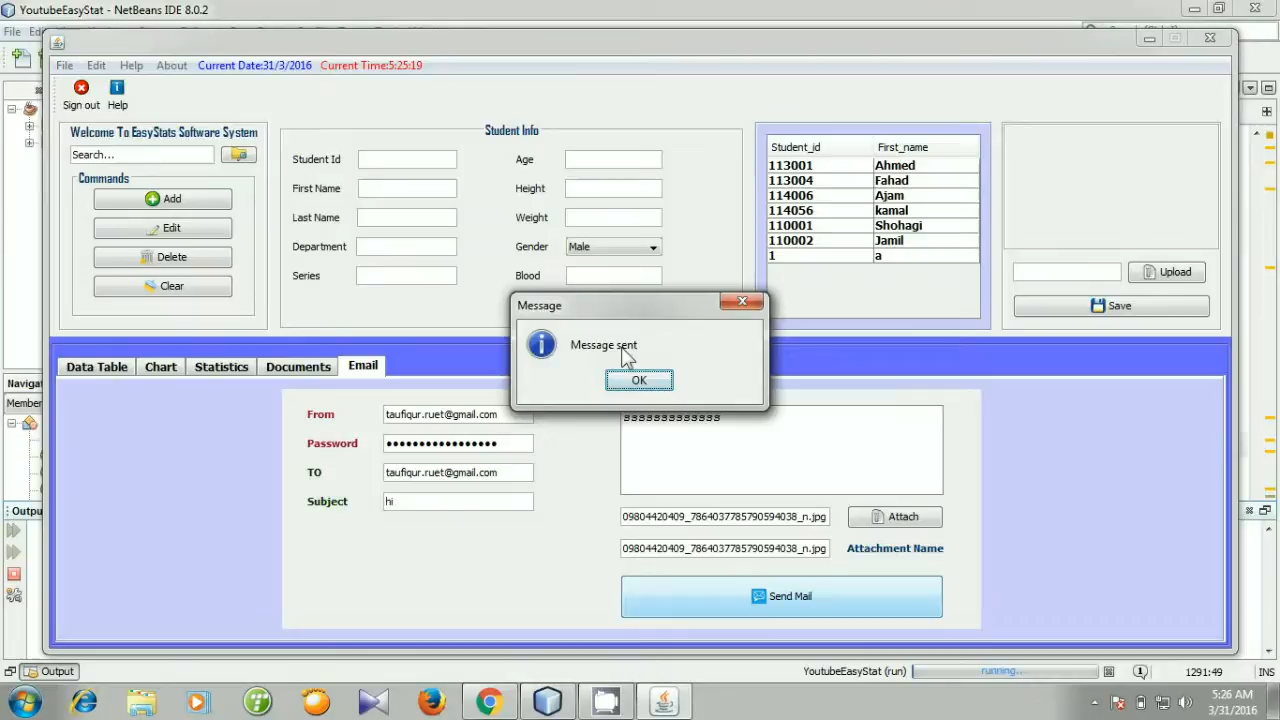 YoutubeEasyStat - NetBeans IDE 8.0.2
File
File Edit Help About Current Date:31/3/2016 Current Time:5:25:19
Sign out Help
Welcome To EasyStats Software System
Search...
Commands
Add
Edit
Delete
Clear
Student Info
Student Id
First Name
Last Name
Department
Series
Age
Height
Weight
Gender Male
Blood
Student_id First_name
113001 Ahmed
113004 Fahad
114006 Ajam
114056 kamal
110001 Shohagi
110002 Jamil
1 a
Upload
Save
Message
Message sent
OK
Data Table Chart Statistics Documents Email
From taufiqur.ruet@gmail.com
Password •••••••••••••••••
TO taufiqur.ruet@gmail.com
Subject hi
09804420409_7864037785790594038_n.jpg Attach
09804420409_7864037785790594038_n.jpg Attachment Name
Send Mail
Navigat
Member
Outpu
Output
YoutubeEasyStat (run) running... 1 1291:49 INS
5:26 AM
3/31/2016